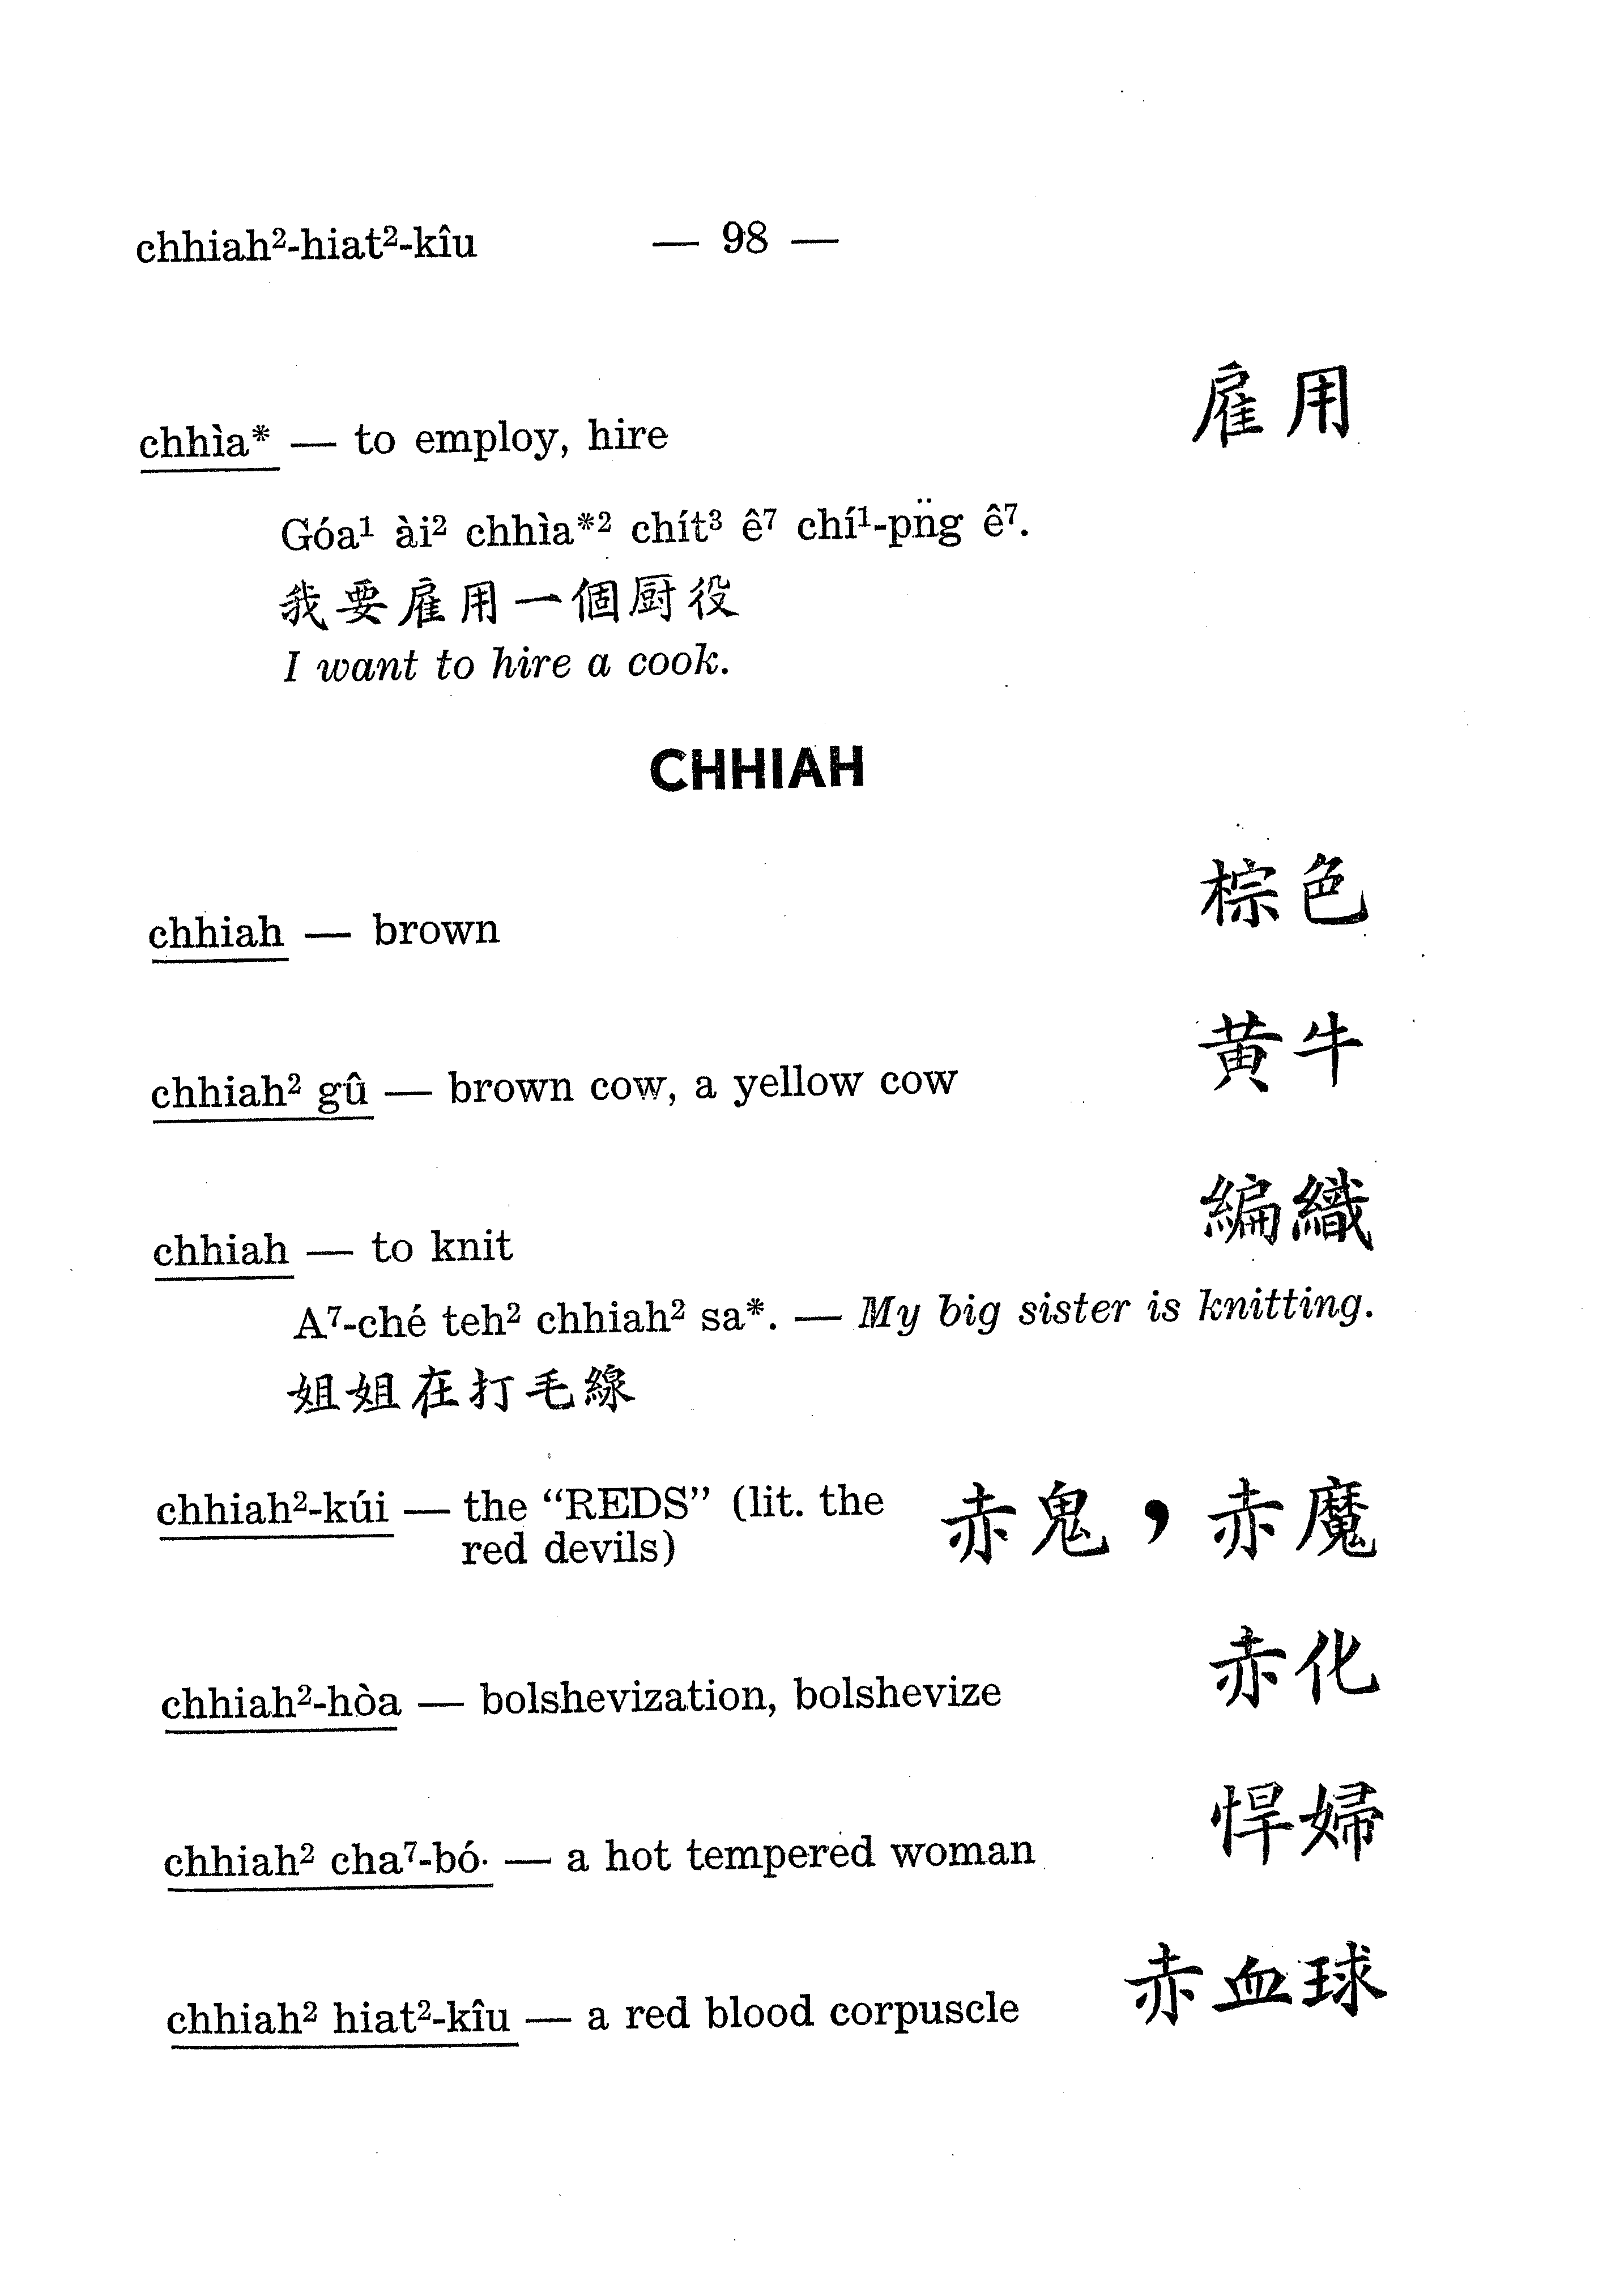 chhiah²-hiat²-kîu — 98 —
chhìa* — to employ, hire 雇用
Góa¹ ài² chhìa*² chít³ ê⁷ chí¹-pn̈g ê⁷.
我要雇用一個厨役
I want to hire a cook.
CHHIAH
chhiah — brown 棕色
chhiah² gû — brown cow, a yellow cow 黄牛
chhiah — to knit 編織
A⁷-ché teh² chhiah² sa*. — My big sister is knitting.
姐姐在打毛線
chhiah²-kúi — the “REDS” (lit. the 赤鬼，赤魔
red devils)
chhiah²-hòa — bolshevization, bolshevize 赤化
chhiah² cha⁷-bó· — a hot tempered woman 悍婦
chhiah² hiat²-kîu — a red blood corpuscle 赤血球